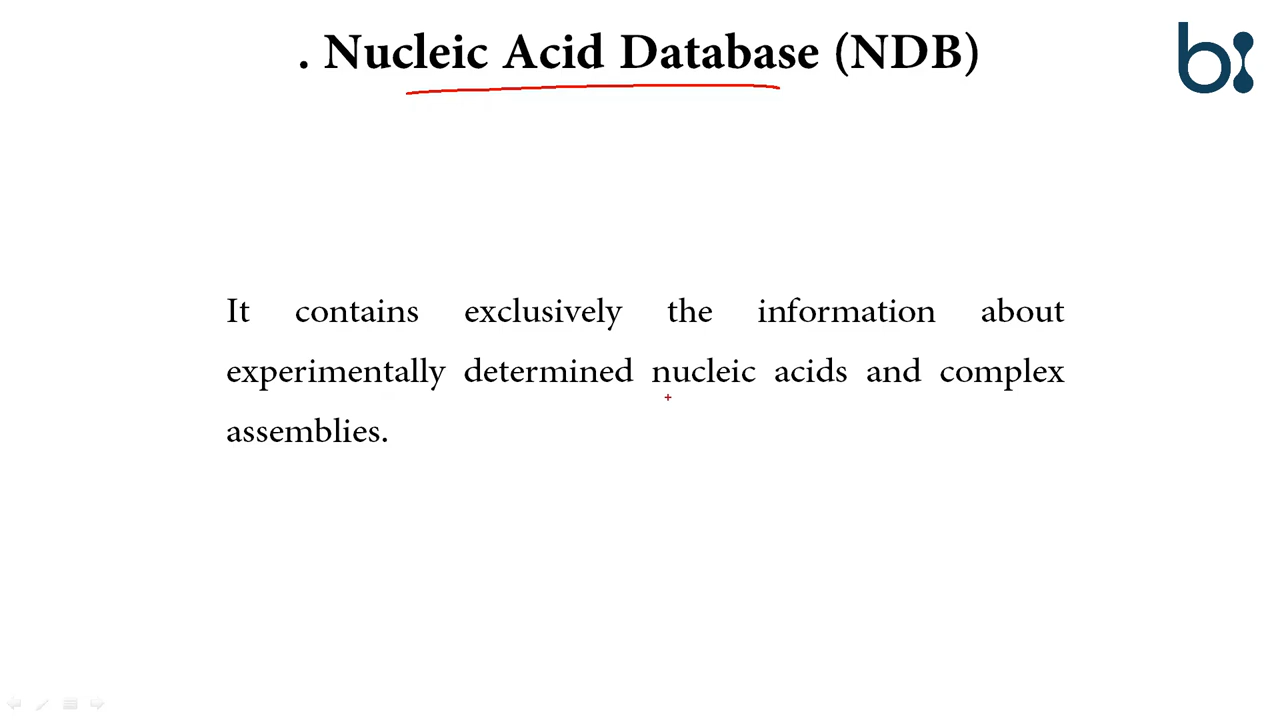 . Nucleic Acid Database (NDB)
b
It contains exclusively the information about
experimentally determined nucleic acids and complex
assemblies.